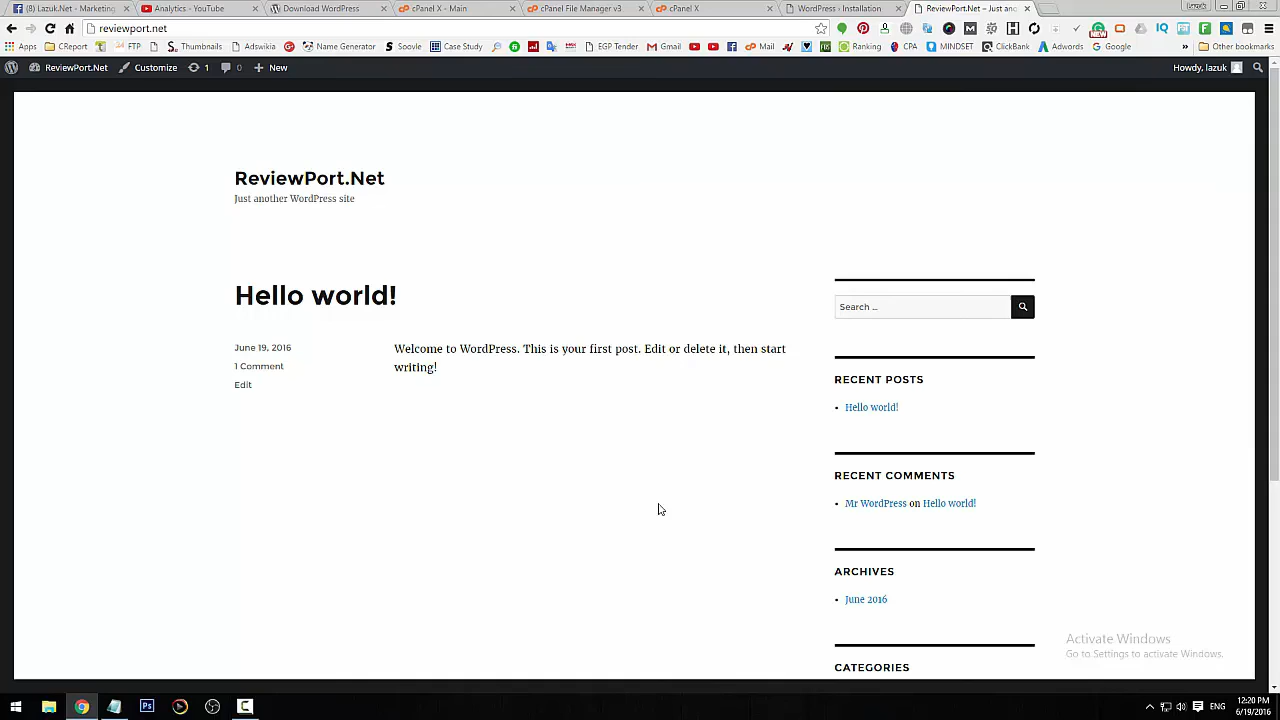 (8) Lazuk.Net - Marketing
Analytics - YouTube
Download WordPress
cPanel X - Main
cPanel File Manager v3
cPanel X
WordPress › Installation
ReviewPort.Net – Just ano
reviewport.net
Apps
CReport
FTP
Thumbnails
Adswikia
Name Generator
Soovle
Case Study
EGP Tender
Gmail
Mail
Ranking
CPA
MINDSET
ClickBank
Adwords
Google
»
Other bookmarks
ReviewPort.Net
Customize
1
0
New
Howdy, lazuk
ReviewPort.Net
Just another WordPress site
Hello world!
June 19, 2016
1 Comment
Edit
Welcome to WordPress. This is your first post. Edit or delete it, then start
writing!
Search …
RECENT POSTS
Hello world!
RECENT COMMENTS
Mr WordPress on Hello world!
ARCHIVES
June 2016
CATEGORIES
Activate Windows
Go to Settings to activate Windows.
ENG
12:20 PM
6/19/2016